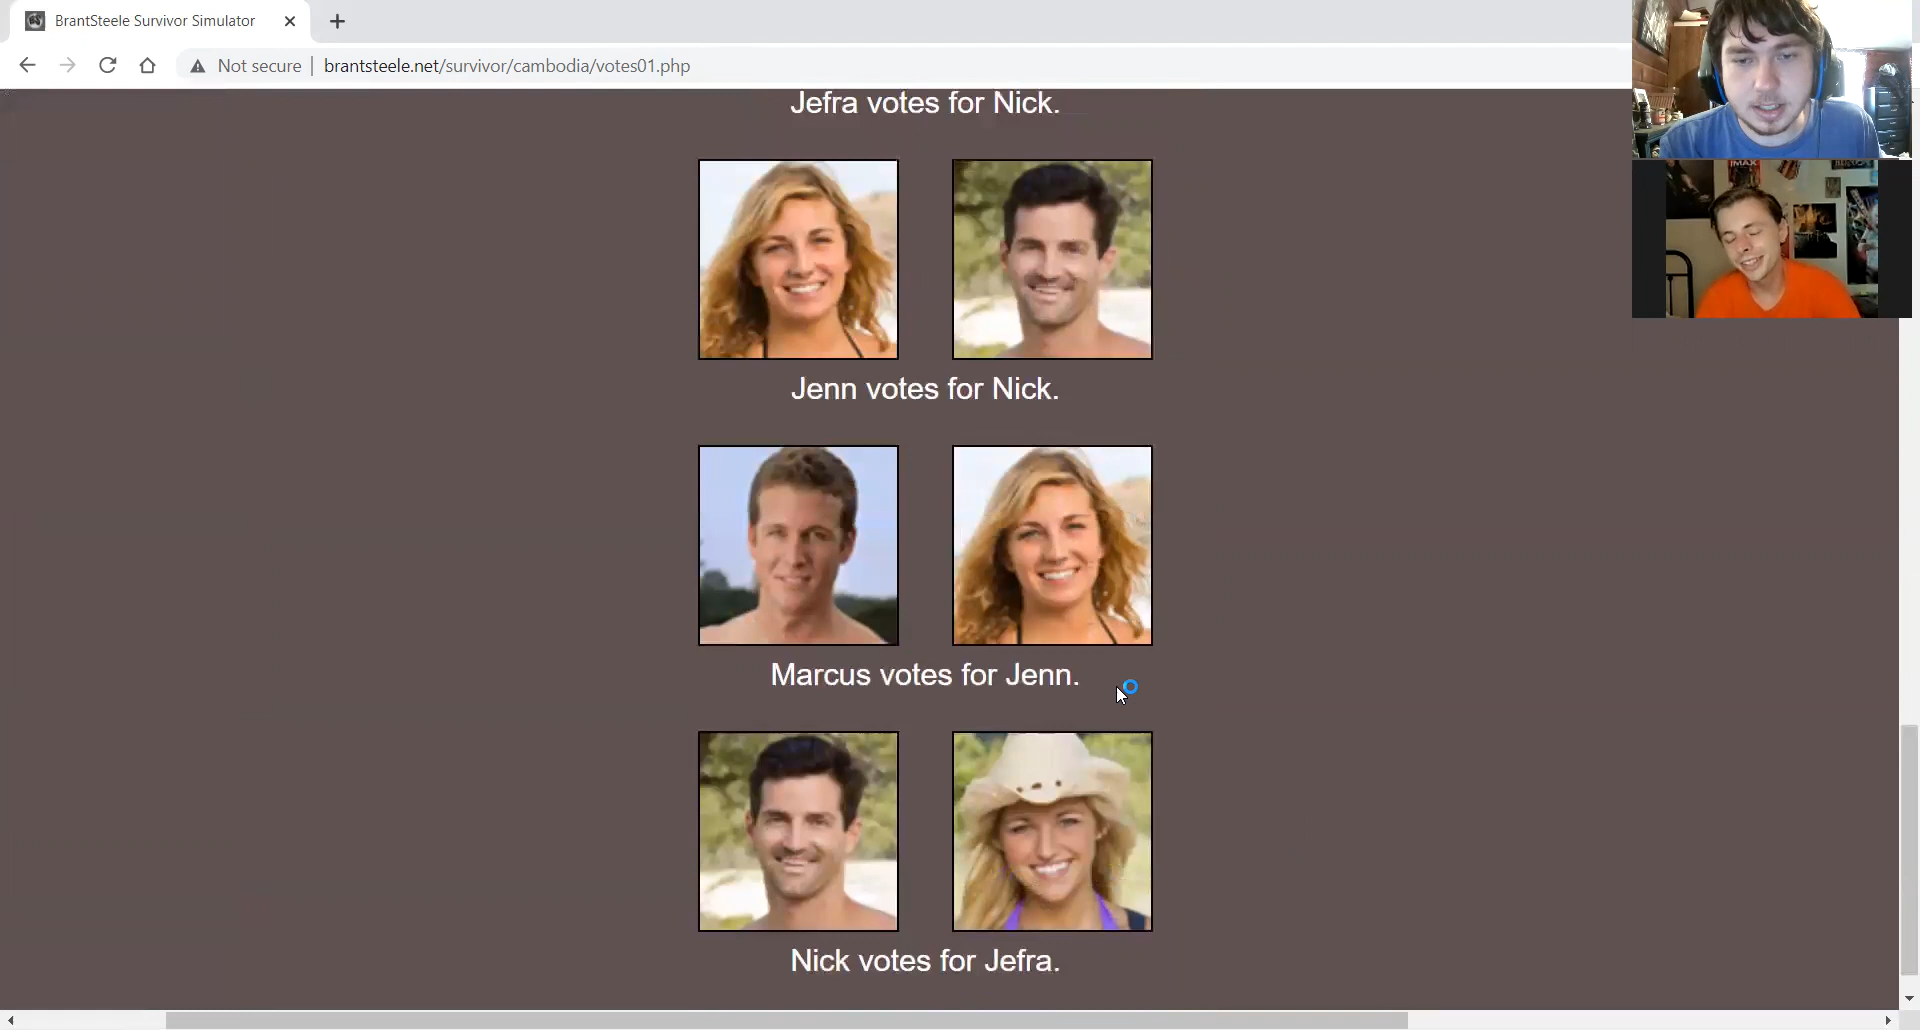 BrantSteele Survivor Simulator
Not secure
brantsteele.net/survivor/cambodia/votes01.php
IMAX
Jefra votes for Nick.
Jenn votes for Nick.
Marcus votes for Jenn.
Nick votes for Jefra.